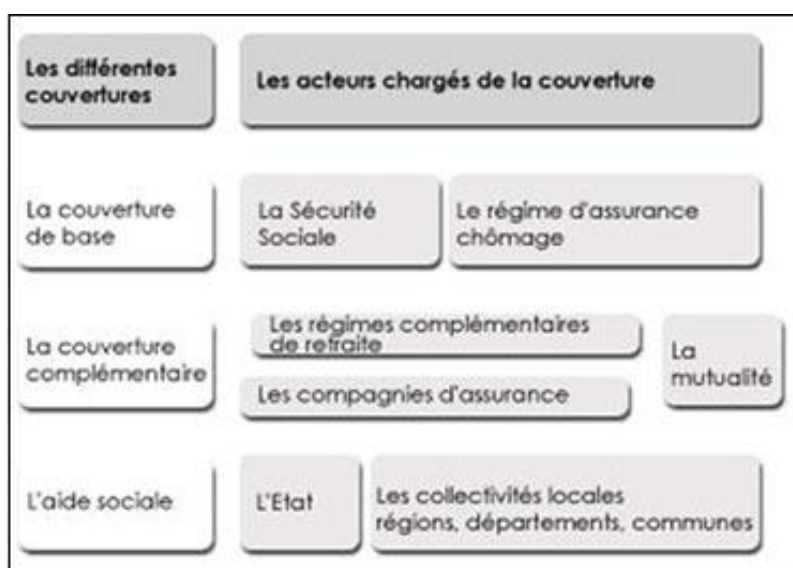 Les différentes
couvertures
Les acteurs chargés de la couverture
La couverture
de base
La Sécurité
Sociale
Le régime d'assurance
chômage
La couverture
complémentaire
Les régimes complémentaires
de retraite
Les compagnies d'assurance
La
mutualité
L'aide sociale
L'Etat
Les collectivités locales
régions, départements, communes